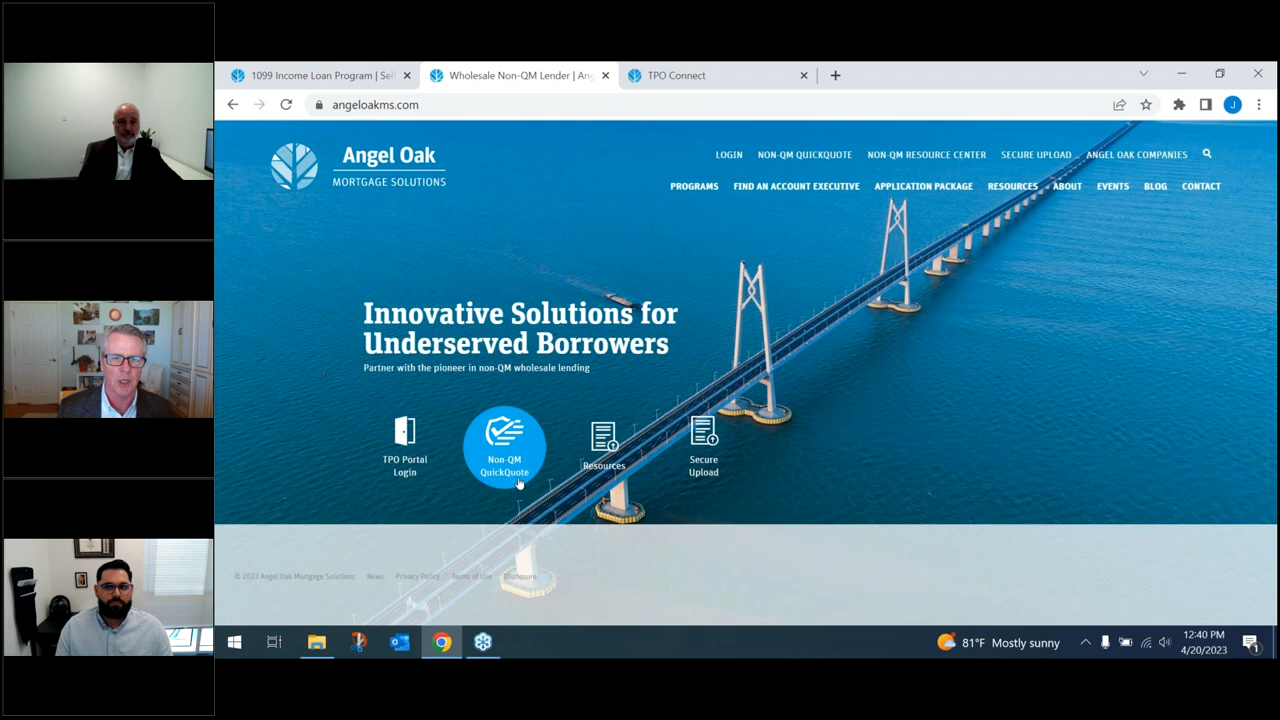 1099 Income Loan Program | Sell
Wholesale Non-QM Lender | Ang
TPO Connect
angeloakms.com
J
Angel Oak
MORTGAGE SOLUTIONS
LOGIN NON-QM QUICKQUOTE NON-QM RESOURCE CENTER SECURE UPLOAD ANGEL OAK COMPANIES
PROGRAMS FIND AN ACCOUNT EXECUTIVE APPLICATION PACKAGE RESOURCES ABOUT EVENTS BLOG CONTACT
Innovative Solutions for
Underserved Borrowers
Partner with the pioneer in non-QM wholesale lending
TPO Portal
Login
Non-QM
QuickQuote
Resources
Secure
Upload
© 2023 Angel Oak Mortgage Solutions News Privacy Policy Terms of Use Disclosure
81°F Mostly sunny
12:40 PM
4/20/2023
1